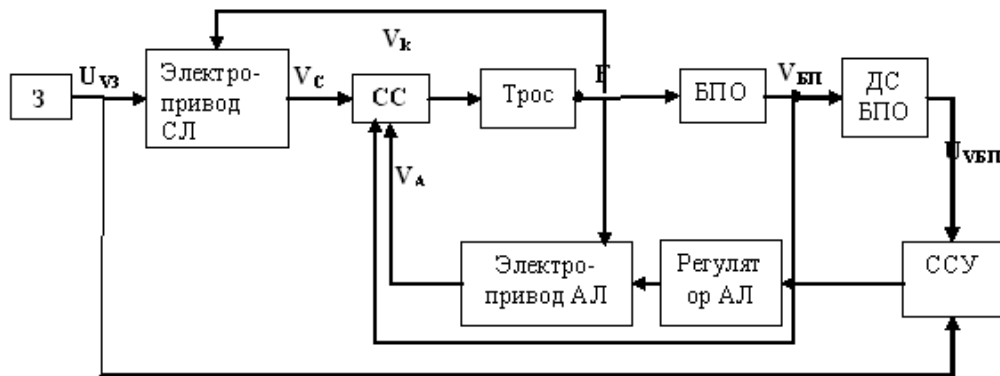 З
U_VЗ
Электро-
привод
СЛ
V_C
V_k
СС
Трос
F
БПО
V_БП
ДС
БПО
U_VБП
V_A
Электро-
привод АЛ
Регулят
ор АЛ
ССУ